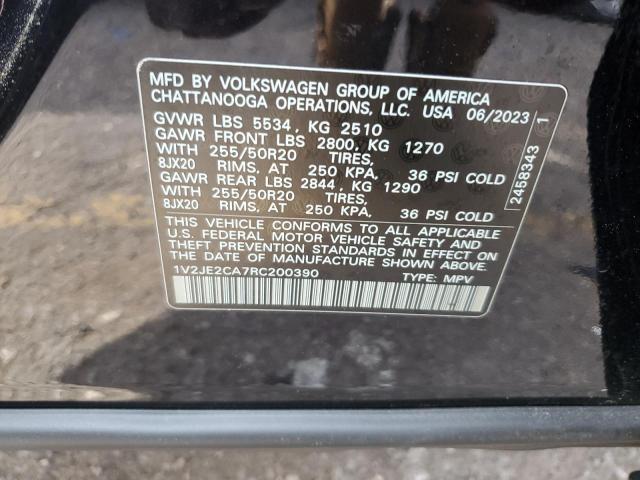 MFD BY VOLKSWAGEN GROUP OF AMERICA
CHATTANOOGA OPERATIONS, LLC. USA 06/2023
GVWR LBS 5534, KG 2510
GAWR FRONT LBS 2800, KG 1270
WITH 255/50R20 TIRES,
8JX20 RIMS, AT 250 KPA, 36 PSI COLD
GAWR REAR LBS 2844, KG 1290
WITH 255/50R20 TIRES,
8JX20 RIMS, AT 250 KPA, 36 PSI COLD
THIS VEHICLE CONFORMS TO ALL APPLICABLE
U.S. FEDERAL MOTOR VEHICLE SAFETY AND
THEFT PREVENTION STANDARDS IN EFFECT ON
THE DATE OF MANUFACTURE SHOWN ABOVE.
1V2JE2CA7RC200390 TYPE: MPV
2458343 1